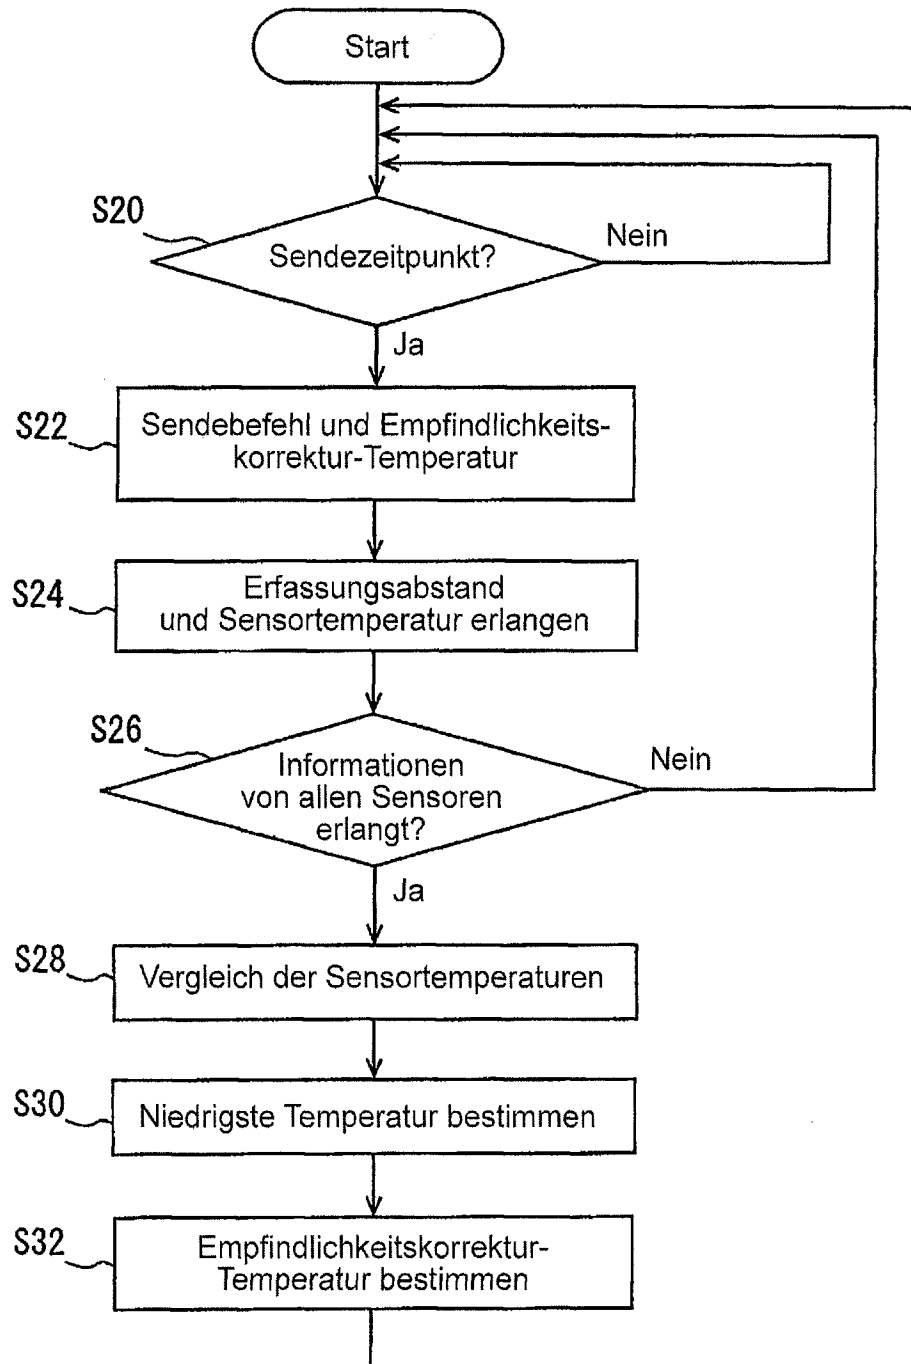 Start
S20
Sendezeitpunkt?
Nein
Ja
S22
Sendebefehl und Empfindlichkeits-
korrektur-Temperatur
S24
Erfassungsabstand
und Sensortemperatur erlangen
S26
Informationen
von allen Sensoren
erlangt?
Nein
Ja
S28
Vergleich der Sensortemperaturen
S30
Niedrigste Temperatur bestimmen
S32
Empfindlichkeitskorrektur-
Temperatur bestimmen